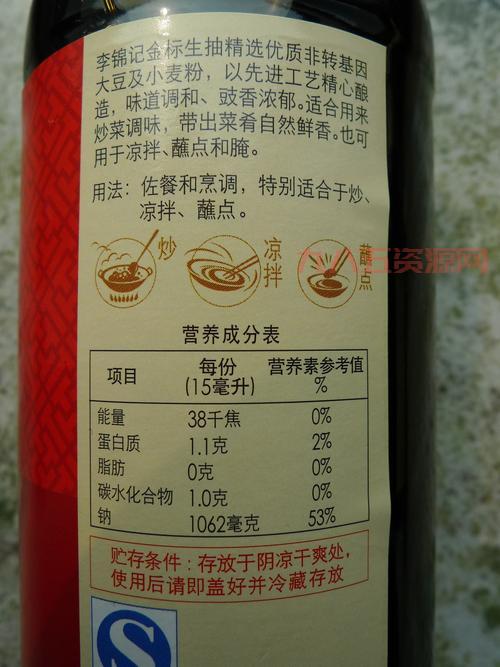 李锦记金标生抽精选优质非转基因
大豆及小麦粉，以先进工艺精心酿
造，味道调和、豉香浓郁。适合用来
炒菜调味，带出菜肴自然鲜香。也可
用于凉拌、蘸点和腌。
用法：佐餐和烹调，特别适合于炒、
凉拌、蘸点。
炒
凉拌
蘸点
营养成分表
项目 每份 (15毫升) 营养素参考值 %
能量 38千焦 0%
蛋白质 1.1克 2%
脂肪 0克 0%
碳水化合物 1.0克 0%
钠 1062毫克 53%
贮存条件：存放于阴凉干爽处，
使用后请即盖好并冷藏存放
S